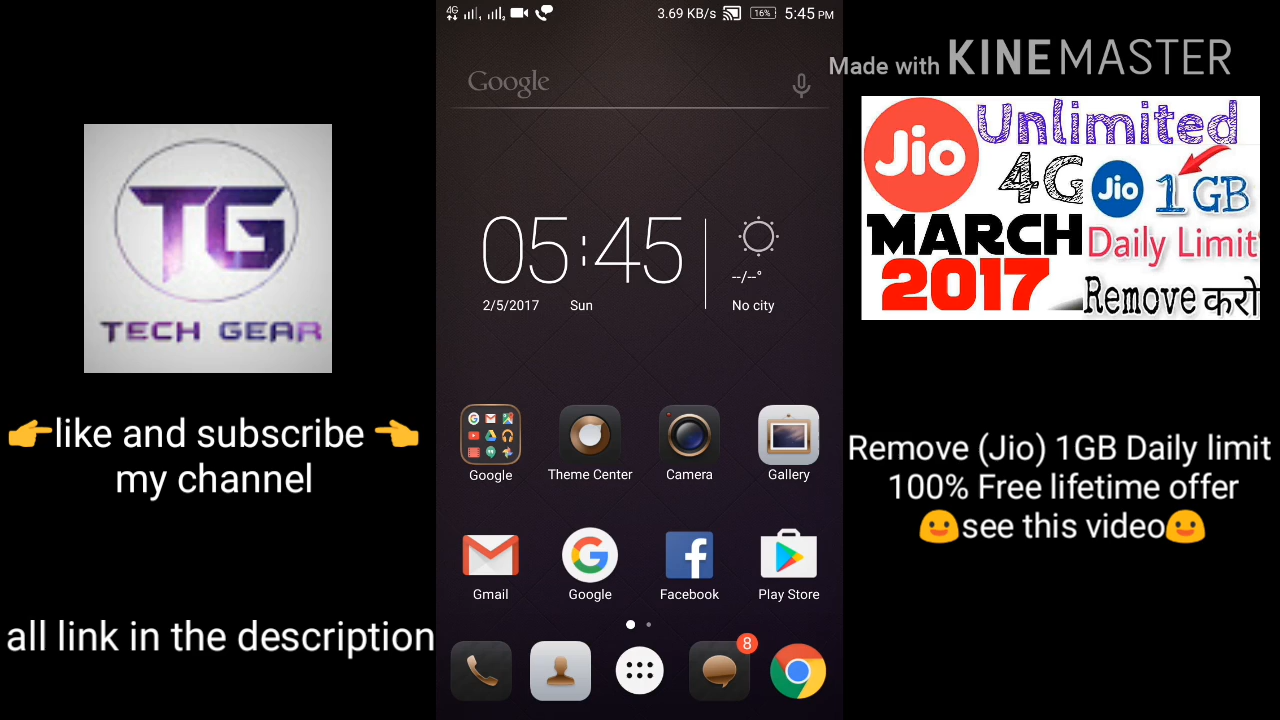 4G 3.69 KB/s 16% 5:45 PM
Made with KINEMASTER
Google
TG
TECH GEAR
👉like and subscribe 👈
my channel
all link in the description
05:45
2/5/2017 Sun
--/--°
No city
Google Theme Center Camera Gallery
Gmail Google Facebook Play Store
8
Jio Unlimited
4G Jio 1 GB
MARCH Daily Limit
2017 Remove करो
Remove (Jio) 1GB Daily limit
100% Free lifetime offer
😃see this video😃